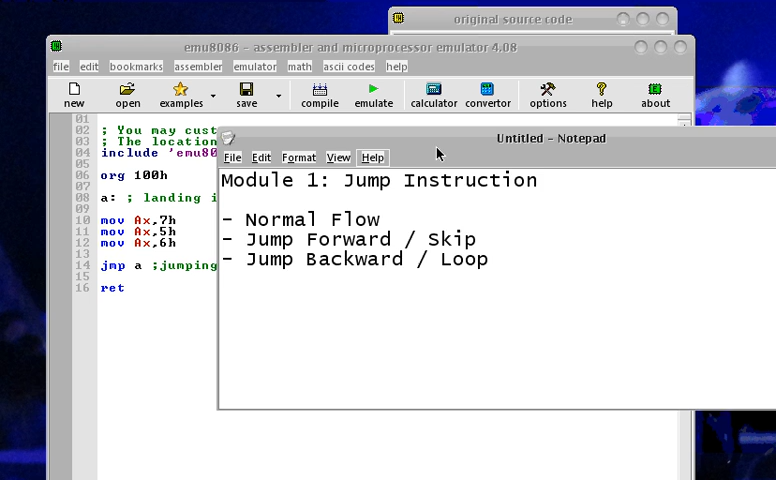 original source code
emu8086 - assembler and microprocessor emulator 4.08
file edit bookmarks assembler emulator math ascii codes help
new open examples save compile emulate calculator convertor options help about
01
02 ; You may cust
03 ; The location
04 include 'emu80
05
06 org 100h
07
08 a: ; landing i
09
10 mov Ax,7h
11 mov Ax,5h
12 mov Ax,6h
13
14 jmp a ;jumping
15
16 ret
Untitled - Notepad
File Edit Format View Help
Module 1: Jump Instruction
- Normal Flow
- Jump Forward / Skip
- Jump Backward / Loop